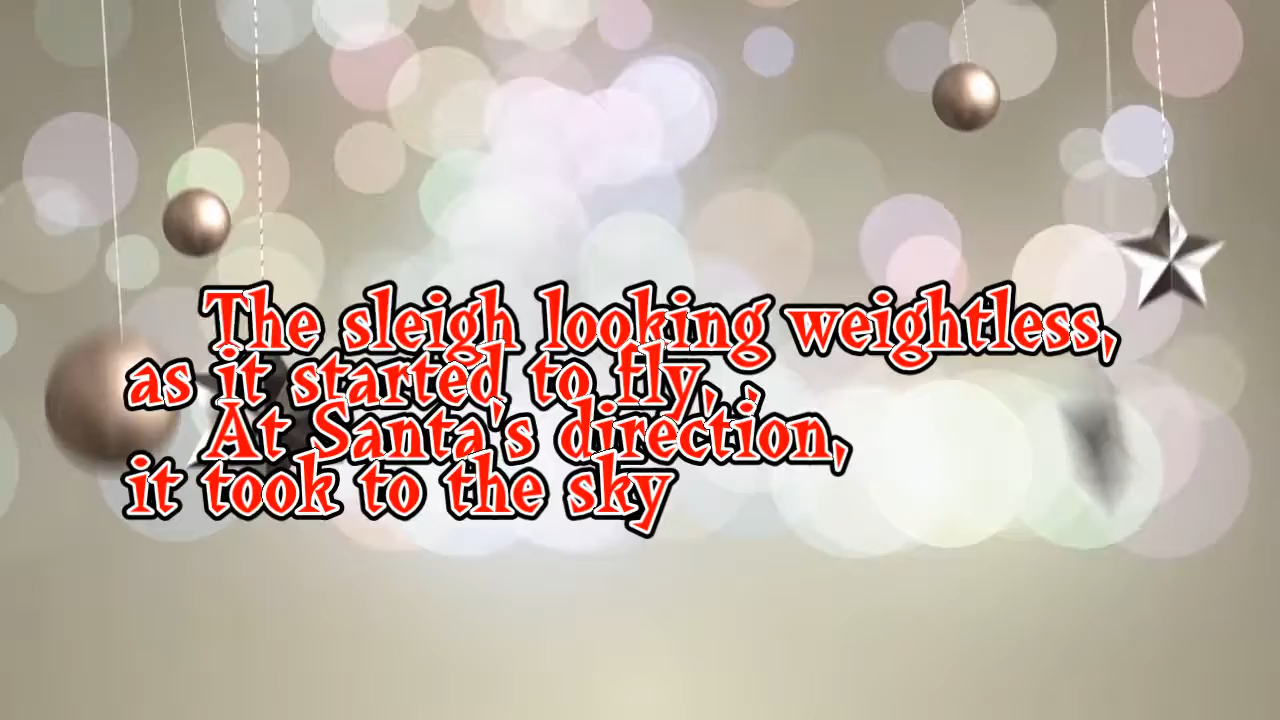 The sleigh looking weightless,
as it started to fly, ,
At Santa's direction,
it took to the sky